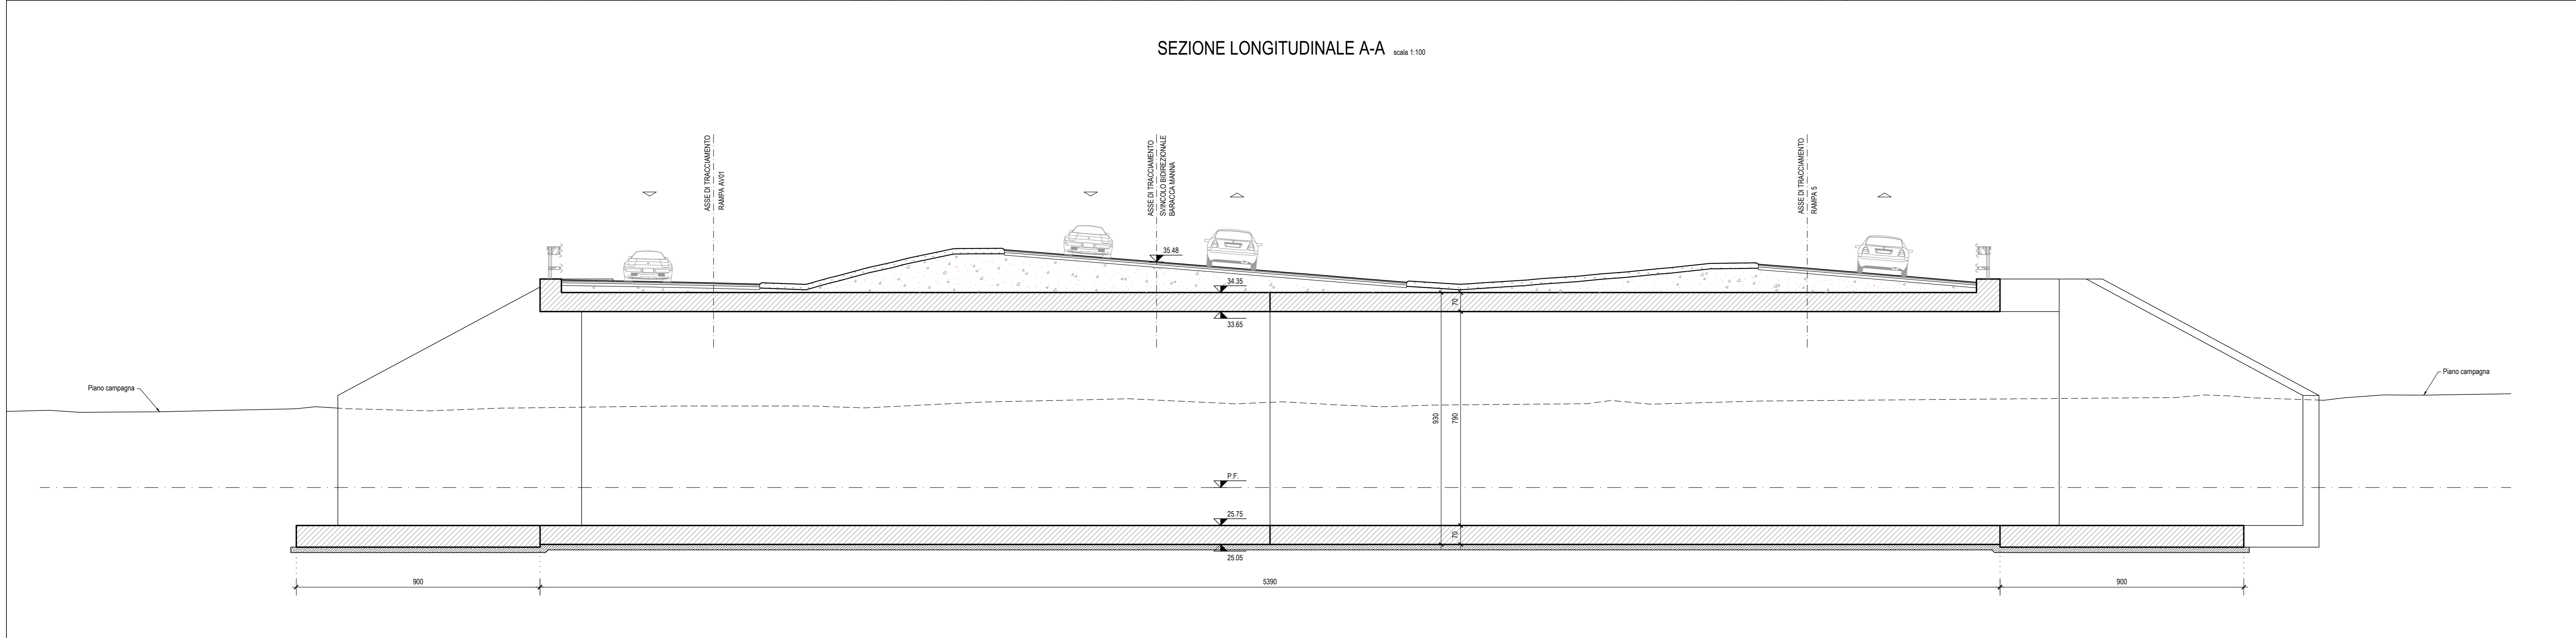 SEZIONE LONGITUDINALE A-A scala 1:100
ASSE DI TRACCIAMENTO
RAMPA AV01
ASSE DI TRACCIAMENTO
SVINCOLO BIDIREZIONALE
BARACCA MANNA
ASSE DI TRACCIAMENTO
RAMPA 5
35.48
34.35
33.65
70
Piano campagna
Piano campagna
930
790
P.F.
25.75
70
25.05
900
5390
900